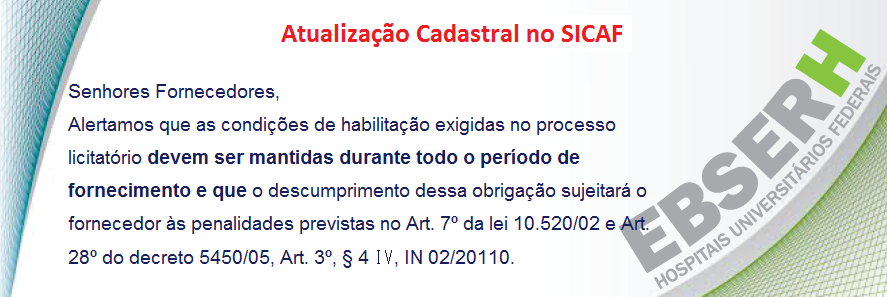 Atualização Cadastral no SICAF
Senhores Fornecedores,
Alertamos que as condições de habilitação exigidas no processo
licitatório devem ser mantidas durante todo o período de
fornecimento e que o descumprimento dessa obrigação sujeitará o
fornecedor às penalidades previstas no Art. 7º da lei 10.520/02 e Art.
28º do decreto 5450/05, Art. 3º, § 4 IV, IN 02/20110.
EBSERH
HOSPITAIS UNIVERSITÁRIOS FEDERAIS